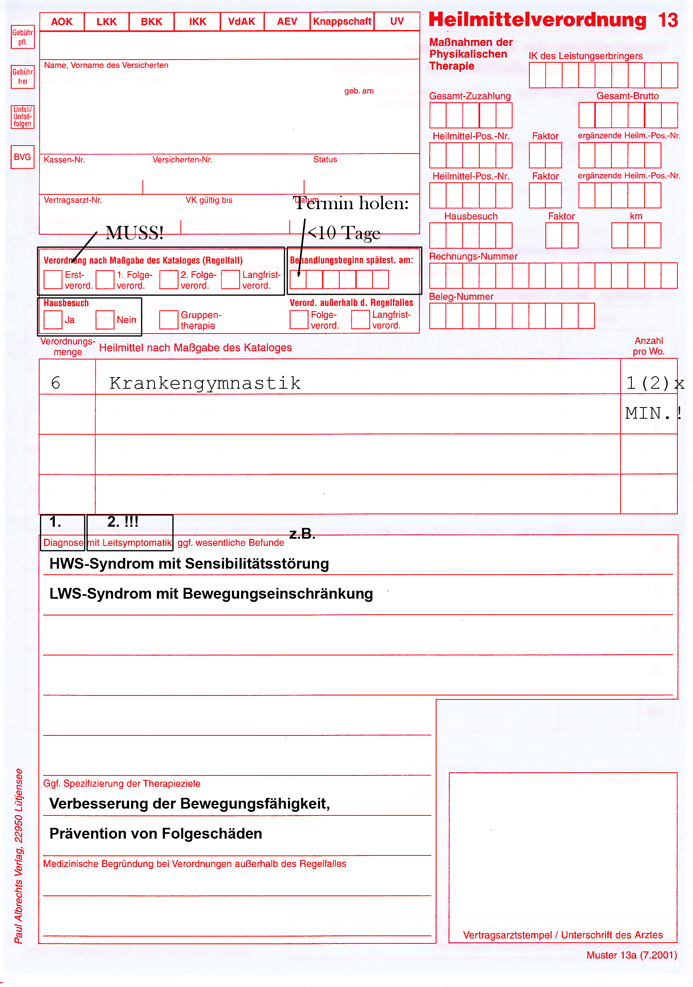 AOK LKK BKK IKK VdAK AEV Knappschaft UV
Heilmittelverordnung 13
Maßnahmen der
Physikalischen
Therapie
IK des Leistungserbringers
Gebühr
pfl.
Name, Vorname des Versicherten
geb. am
Gebühr
frei
Gesamt-Zuzahlung Gesamt-Brutto
Unfall/
Unfall-
folgen
Heilmittel-Pos.-Nr. Faktor ergänzende Heilm.-Pos.-Nr.
BVG
Kassen-Nr. Versicherten-Nr. Status
Heilmittel-Pos.-Nr. Faktor ergänzende Heilm.-Pos.-Nr.
Vertragsarzt-Nr. VK gültig bis Datum
Termin holen:
Hausbesuch Faktor km
MUSS! <10 Tage
Verordnung nach Maßgabe des Kataloges (Regelfall)
Behandlungsbeginn spätest. am:
Rechnungs-Nummer
Erst-
verord.
1. Folge-
verord.
2. Folge-
verord.
Langfrist-
verord.
Beleg-Nummer
Hausbesuch
Ja Nein
Gruppen-
therapie
Verord. außerhalb d. Regelfalles
Folge-
verord.
Langfrist-
verord.
Verordnungs-
menge
Heilmittel nach Maßgabe des Kataloges
Anzahl
pro Wo.
6 Krankengymnastik 1(2)x
MIN.!
1. 2. !!!
z.B.
Diagnose mit Leitsymptomatik ggf. wesentliche Befunde
HWS-Syndrom mit Sensibilitätsstörung
LWS-Syndrom mit Bewegungseinschränkung
Ggf. Spezifizierung der Therapieziele
Verbesserung der Bewegungsfähigkeit,
Prävention von Folgeschäden
Medizinische Begründung bei Verordnungen außerhalb des Regelfalles
Vertragsarztstempel / Unterschrift des Arztes
Muster 13a (7.2001)
Paul Albrechts Verlag, 22950 Lütjensee